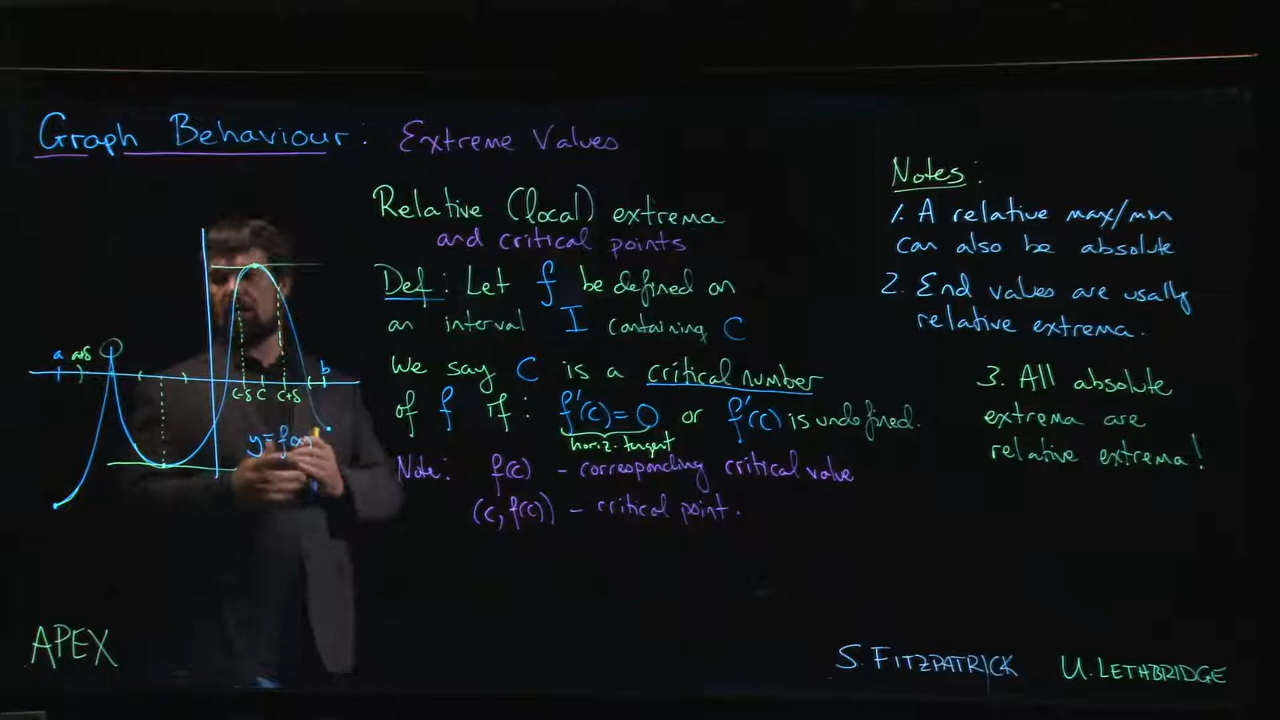 Graph Behaviour: Extreme Values
Relative (local) extrema
and critical points
Def: Let f be defined on
an interval I containing C
We say C is a critical number
of f if: f'(c)=0 or f'(c) is undefined.
horiz. tangent
Note: f(c) - corresponding critical value
(c, f(c)) - critical point.
a a+δ b
c-δ c c+δ
y=f(x)
Notes:
1. A relative max/min
can also be absolute
2. End values are usally
relative extrema.
3. All absolute
extrema are
relative extrema!
APEX
S. FITZPATRICK U. LETHBRIDGE